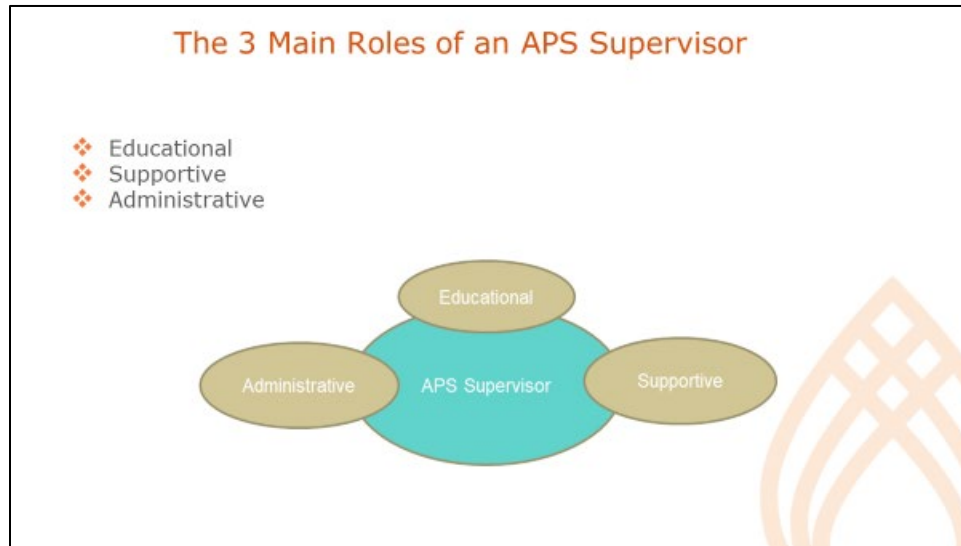 The 3 Main Roles of an APS Supervisor
Educational
Supportive
Administrative
Educational
Administrative
APS Supervisor
Supportive